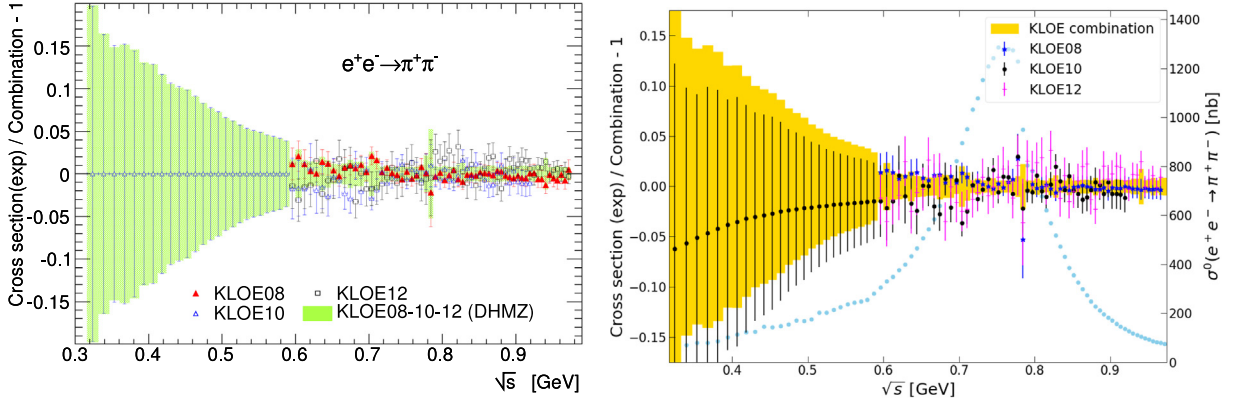 Cross section(exp) / Combination - 1
0.15
0.1
0.05
0
-0.05
-0.1
-0.15
e⁺e⁻→π⁺π⁻
KLOE08
KLOE10
KLOE12
KLOE08-10-12 (DHMZ)
0.3 0.4 0.5 0.6 0.7 0.8 0.9
√s [GeV]
Cross section (exp) / Combination - 1
0.15
0.10
0.05
0.00
−0.05
−0.10
−0.15
KLOE combination
KLOE08
KLOE10
KLOE12
0.4 0.5 0.6 0.7 0.8 0.9
√s [GeV]
1400
1200
1000
800
600
400
200
0
σ⁰(e⁺e⁻→π⁺π⁻) [nb]